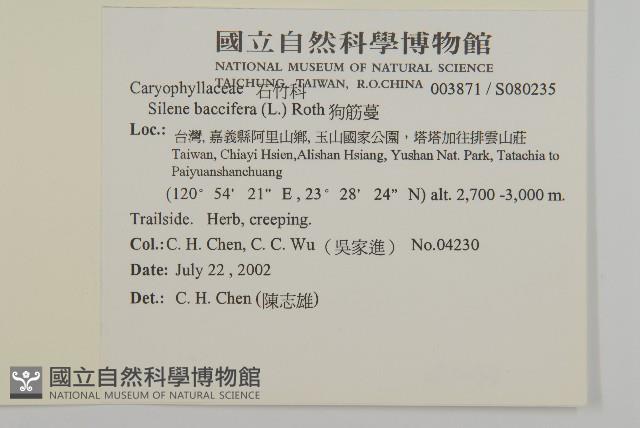 國立自然科學博物館
NATIONAL MUSEUM OF NATURAL SCIENCE
TAICHUNG, TAIWAN, R.O.CHINA
Caryophyllaceae 石竹科 003871 / S080235
Silene baccifera (L.) Roth 狗筋蔓
Loc.: 台灣, 嘉義縣阿里山鄉, 玉山國家公園，塔塔加往排雲山莊
Taiwan, Chiayi Hsien,Alishan Hsiang, Yushan Nat. Park, Tatachia to
Paiyuanshanchuang
(120° 54' 21" E , 23° 28' 24" N) alt. 2,700 -3,000 m.
Trailside. Herb, creeping.
Col.: C. H. Chen, C. C. Wu （吳家進） No.04230
Date: July 22 , 2002
Det.: C. H. Chen (陳志雄)
國立自然科學博物館
NATIONAL MUSEUM OF NATURAL SCIENCE